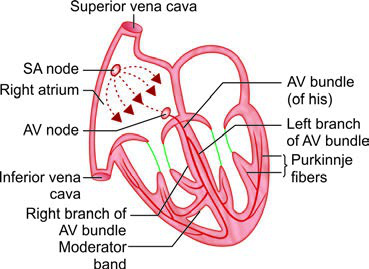 Superior vena cava
SA node
Right atrium
AV node
Inferior vena
cava
Right branch of
AV bundle
Moderator
band
AV bundle
(of his)
Left branch
of AV bundle
Purkinnje
fibers